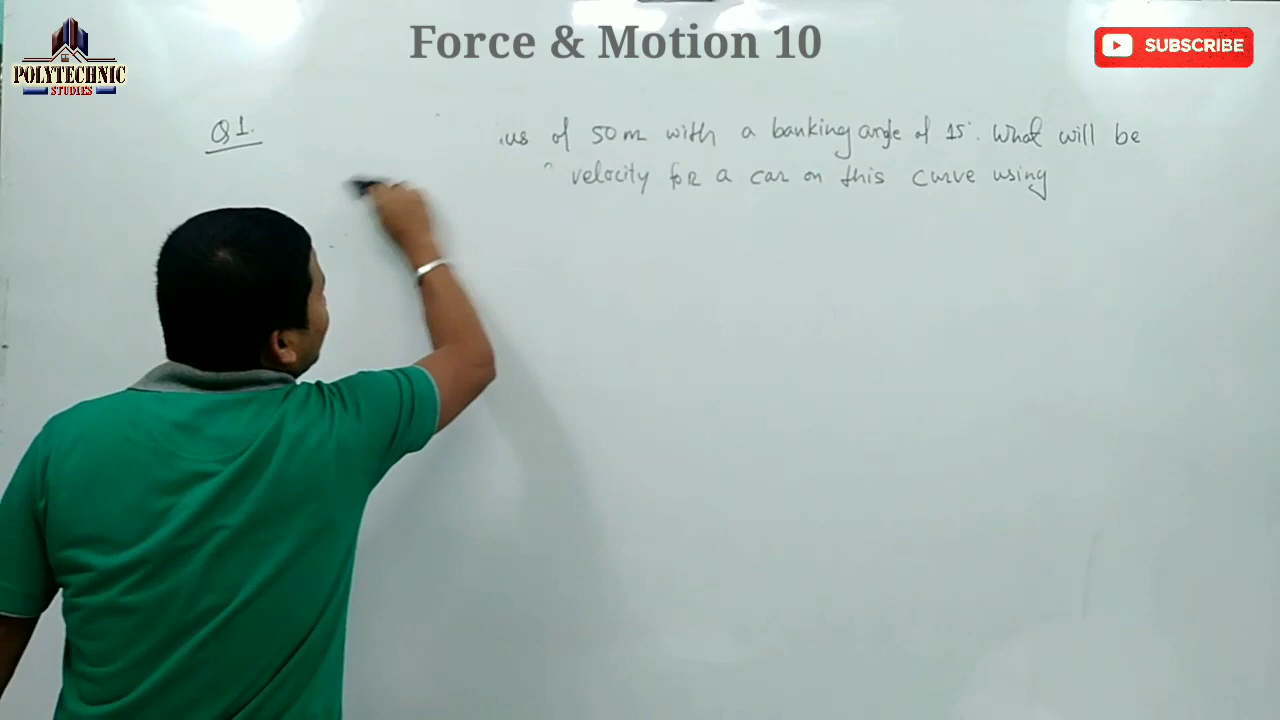 Force & Motion 10
SUBSCRIBE
POLYTECHNIC
STUDIES
Q1.
us of 50m with a banking angle of 15°. What will be
velocity for a car on this curve using